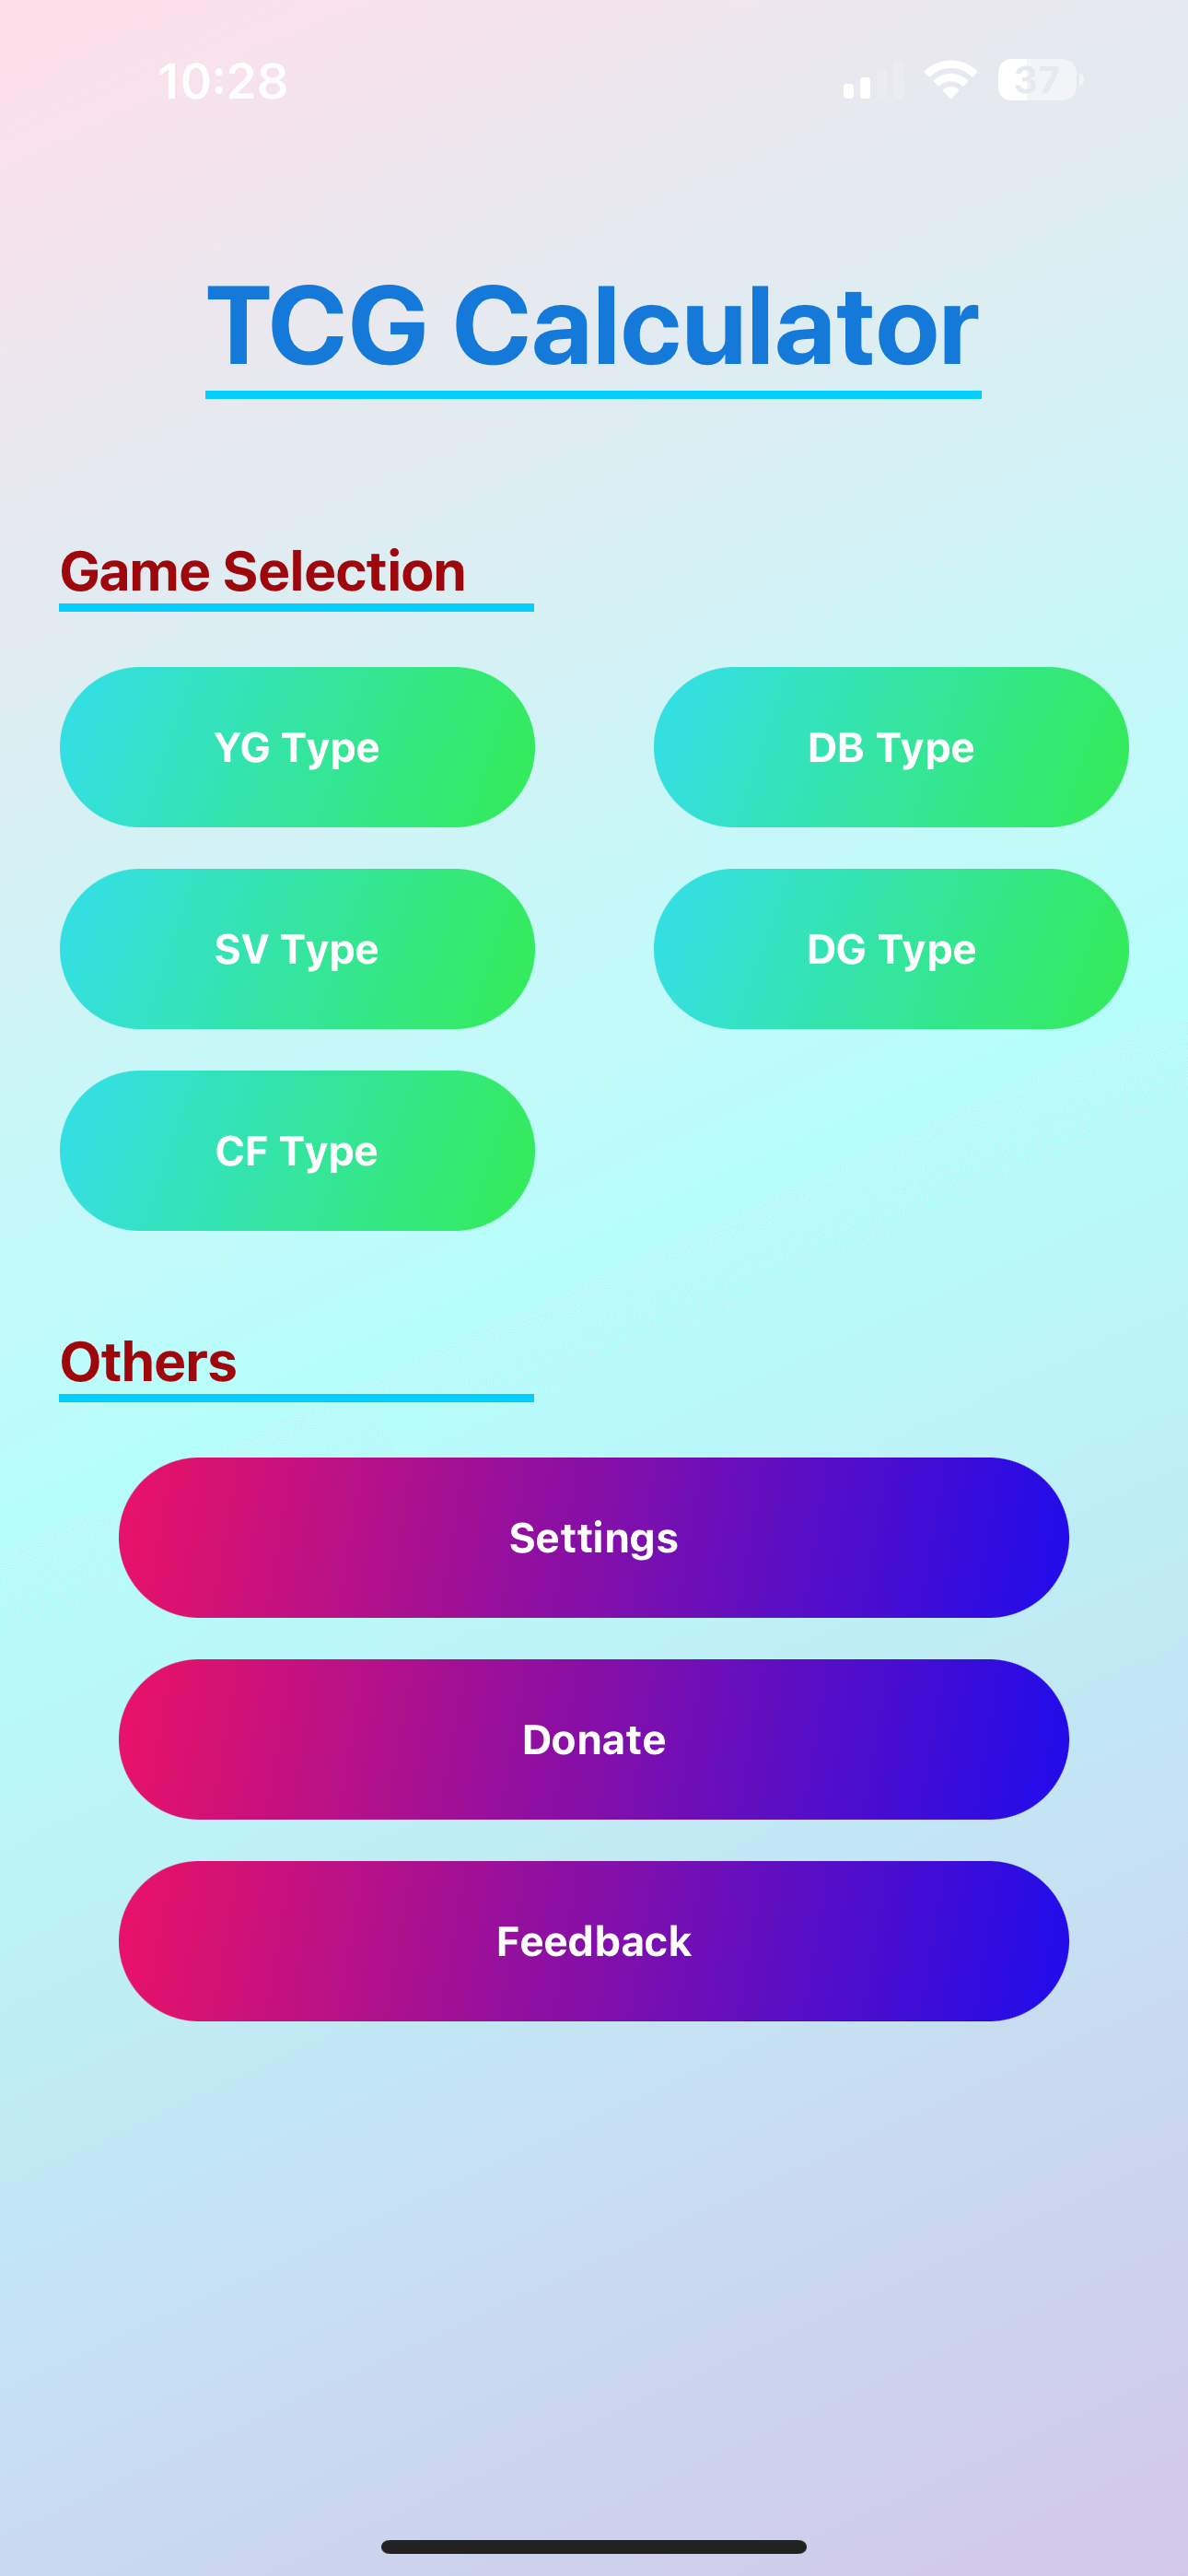 10:28
37
TCG Calculator
Game Selection
YG Type
DB Type
SV Type
DG Type
CF Type
Others
Settings
Donate
Feedback